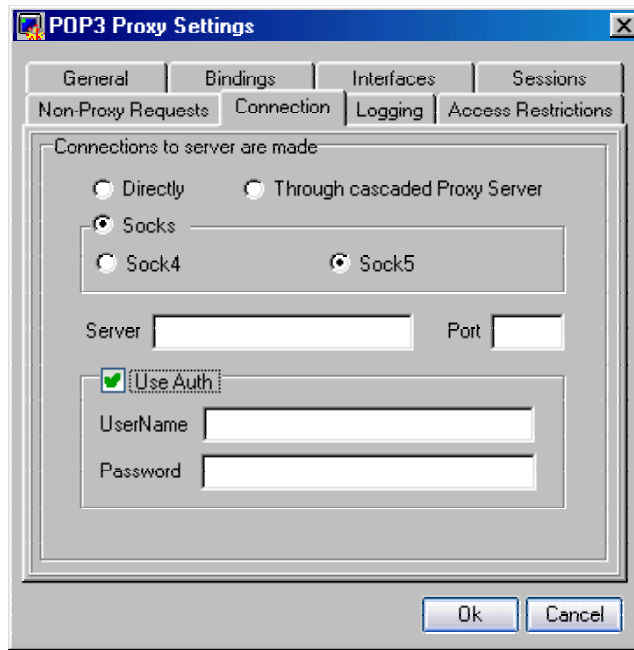 POP3 Proxy Settings
General Bindings Interfaces Sessions
Non-Proxy Requests Connection Logging Access Restrictions
Connections to server are made
Directly Through cascaded Proxy Server
Socks
Sock4 Sock5
Server Port
Use Auth
UserName
Password
Ok Cancel